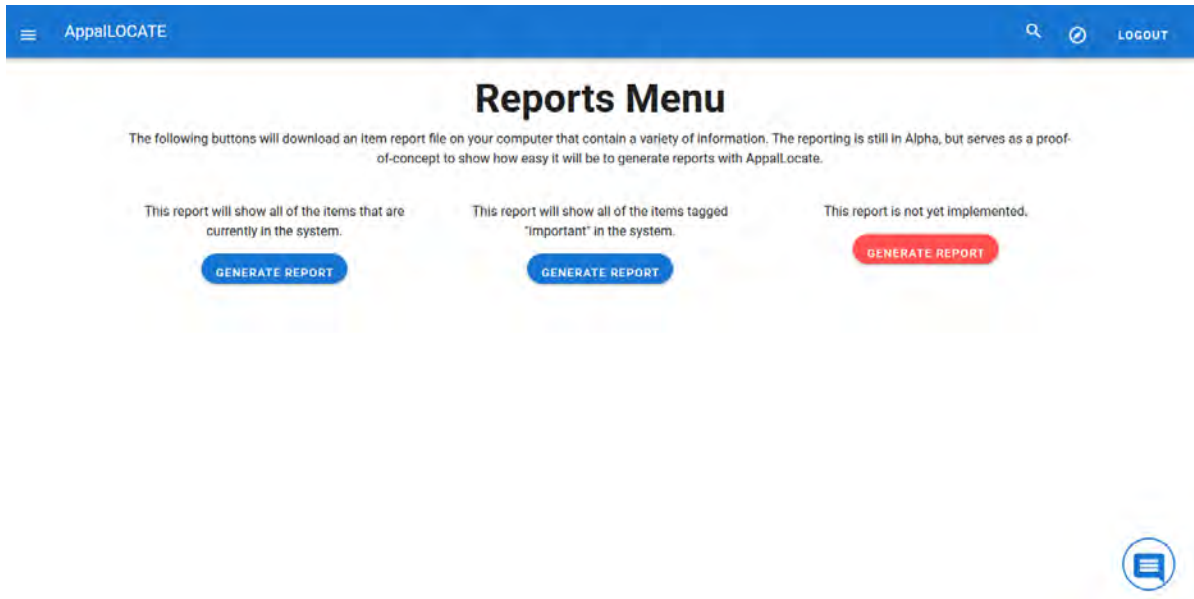 AppalLOCATE
LOGOUT
Reports Menu
The following buttons will download an item report file on your computer that contain a variety of information. The reporting is still in Alpha, but serves as a proof-
of-concept to show how easy it will be to generate reports with AppalLocate.
This report will show all of the items that are
currently in the system.
GENERATE REPORT
This report will show all of the items tagged
"important" in the system.
GENERATE REPORT
This report is not yet implemented.
GENERATE REPORT